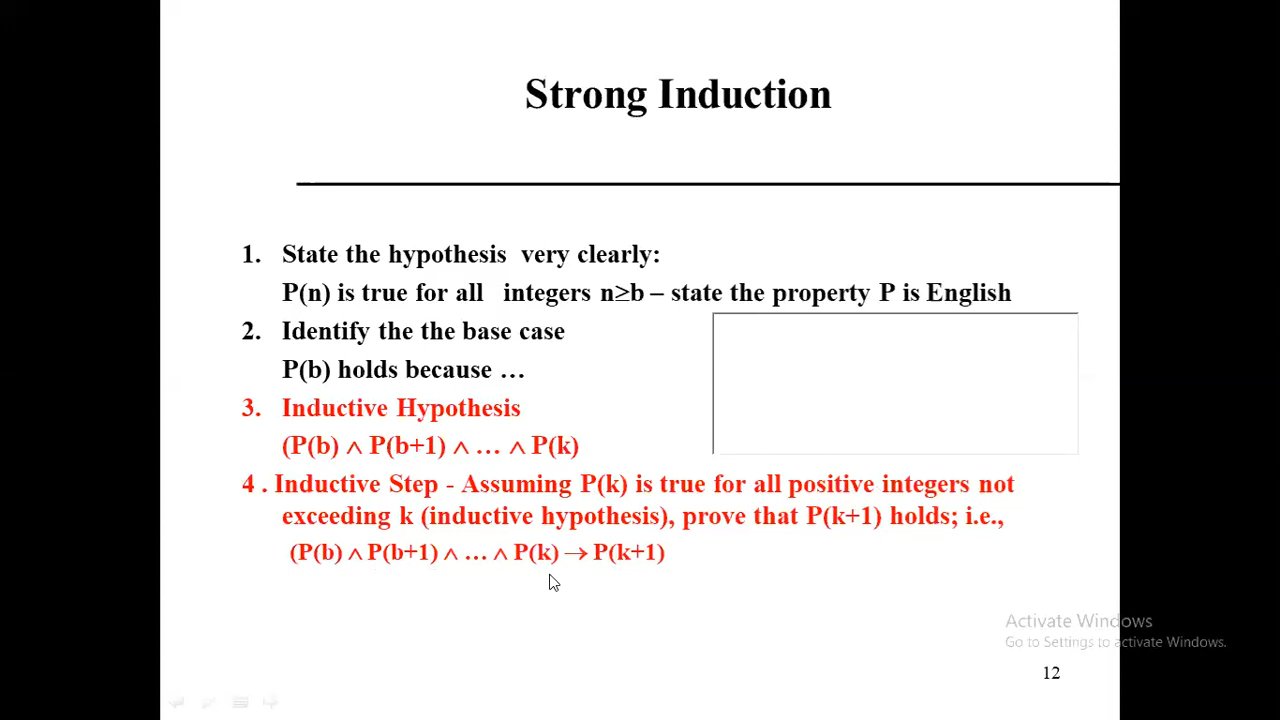 Strong Induction
1. State the hypothesis very clearly:
P(n) is true for all integers n≥b – state the property P is English
2. Identify the the base case
P(b) holds because …
3. Inductive Hypothesis
(P(b) ∧ P(b+1) ∧ … ∧ P(k)
4 . Inductive Step - Assuming P(k) is true for all positive integers not
exceeding k (inductive hypothesis), prove that P(k+1) holds; i.e.,
(P(b) ∧ P(b+1) ∧ … ∧ P(k) → P(k+1)
Activate Windows
Go to Settings to activate Windows.
12